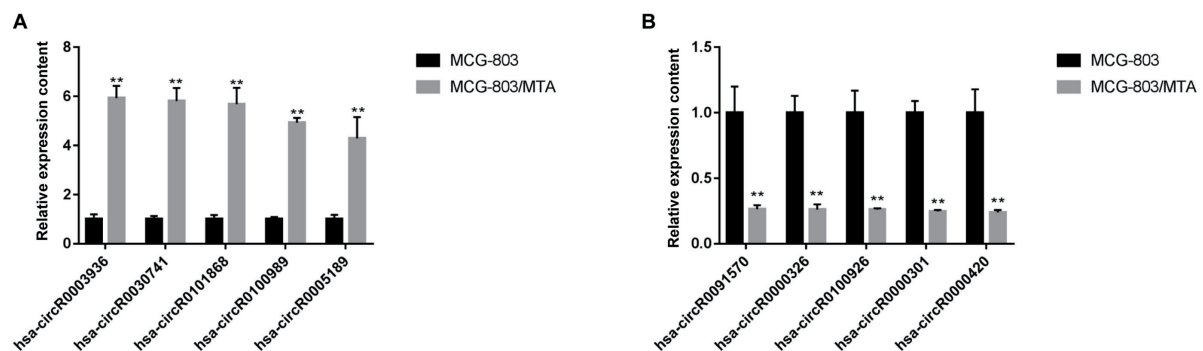 A
Relative expression content
8
6
4
2
0
**
**
**
**
**
hsa-circR0003936
hsa-circR0030741
hsa-circR0101868
hsa-circR0100989
hsa-circR0005189
MCG-803
MCG-803/MTA
B
Relative expression content
1.5
1.0
0.5
0.0
**
**
**
**
**
hsa-circR0091570
hsa-circR0000326
hsa-circR0100926
hsa-circR0000301
hsa-circR0000420
MCG-803
MCG-803/MTA